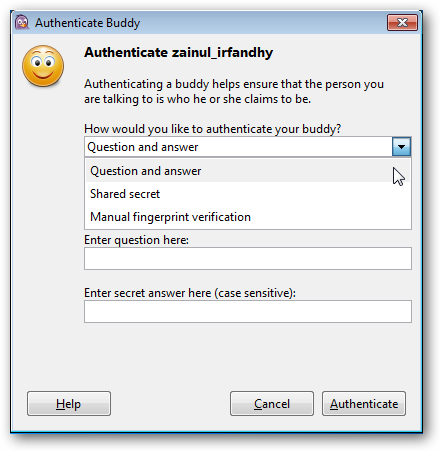 Authenticate Buddy
Authenticate zainul_irfandhy
Authenticating a buddy helps ensure that the person you
are talking to is who he or she claims to be.
How would you like to authenticate your buddy?
Question and answer
Question and answer
Shared secret
Manual fingerprint verification
Enter question here:
Enter secret answer here (case sensitive):
Help
Cancel
Authenticate